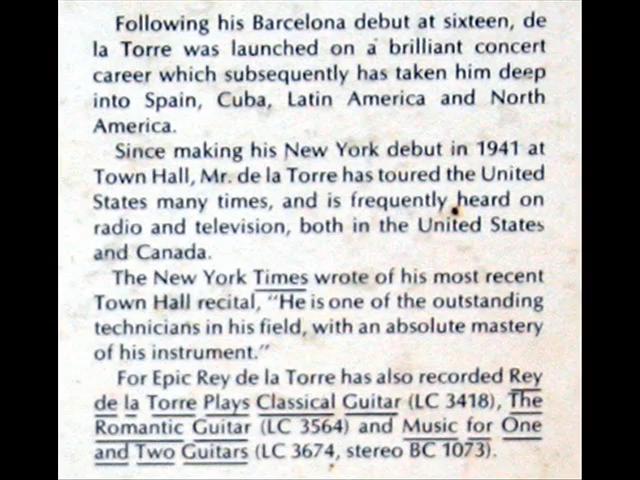 Following his Barcelona debut at sixteen, de
la Torre was launched on a brilliant concert
career which subsequently has taken him deep
into Spain, Cuba, Latin America and North
America.
Since making his New York debut in 1941 at
Town Hall, Mr. de la Torre has toured the United
States many times, and is frequently heard on
radio and television, both in the United States
and Canada.
The New York Times wrote of his most recent
Town Hall recital, "He is one of the outstanding
technicians in his field, with an absolute mastery
of his instrument."
For Epic Rey de la Torre has also recorded Rey
de la Torre Plays Classical Guitar (LC 3418), The
Romantic Guitar (LC 3564) and Music for One
and Two Guitars (LC 3674, stereo BC 1073).